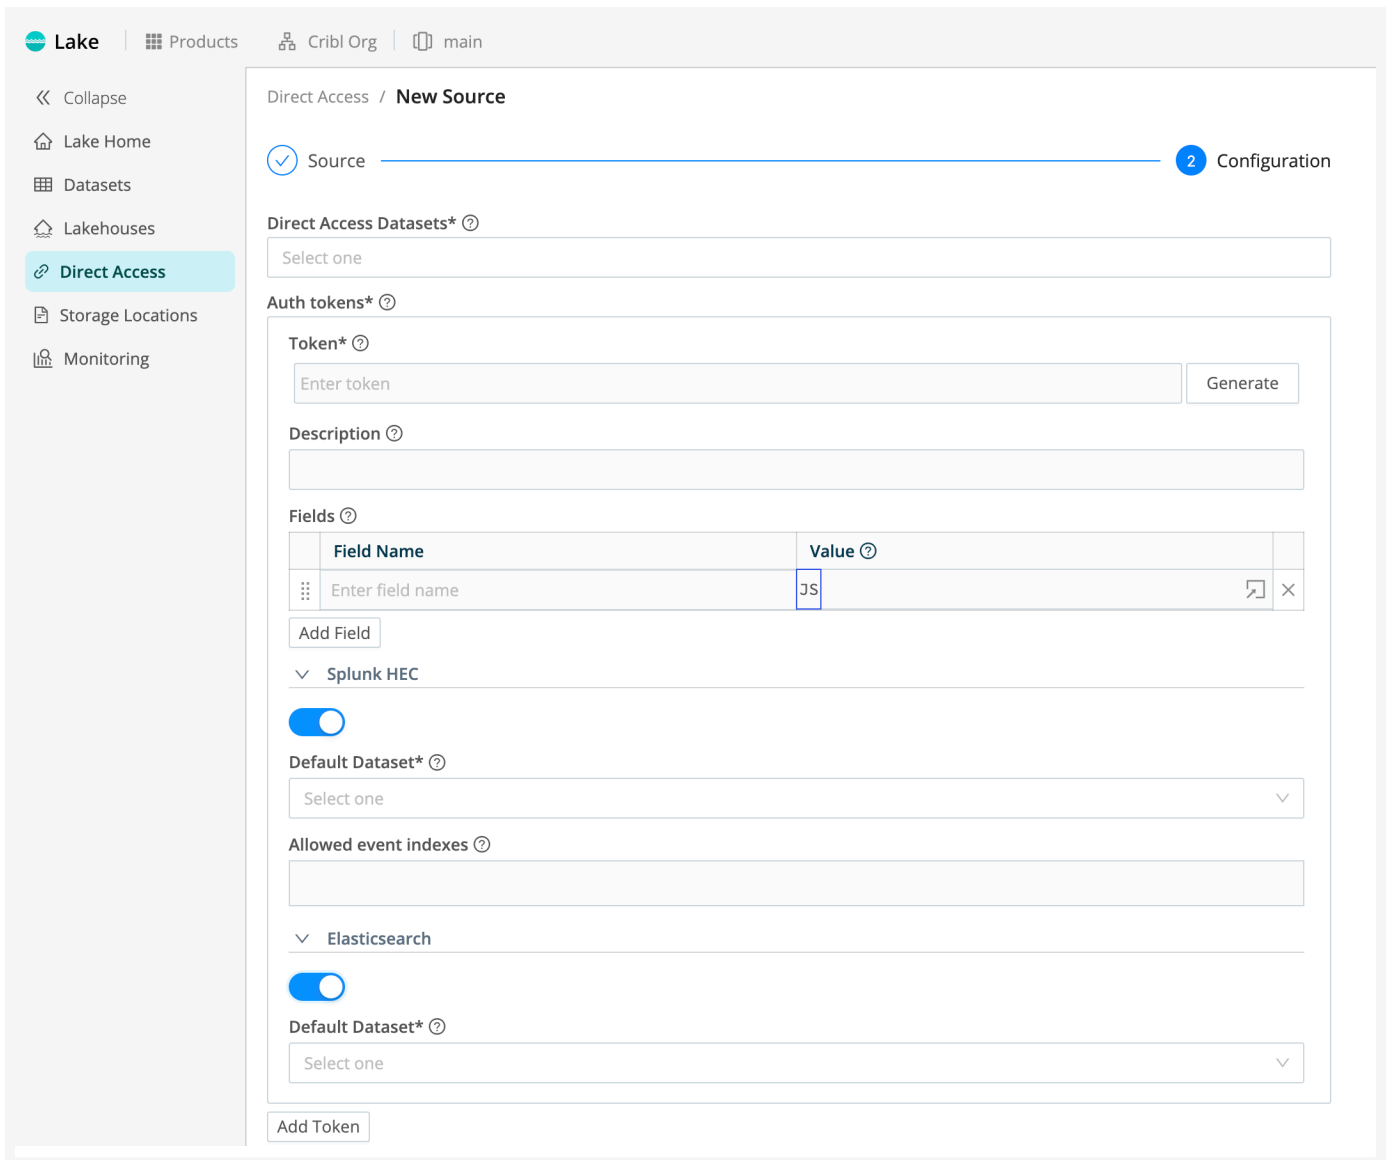 Lake
Products
Cribl Org
main
Collapse
Lake Home
Datasets
Lakehouses
Direct Access
Storage Locations
Monitoring
Direct Access / New Source
Source
2 Configuration
Direct Access Datasets* ?
Select one
Auth tokens* ?
Token* ?
Enter token
Generate
Description ?
Fields ?
Field Name
Value ?
Enter field name
JS
Add Field
Splunk HEC
Default Dataset* ?
Select one
Allowed event indexes ?
Elasticsearch
Default Dataset* ?
Select one
Add Token